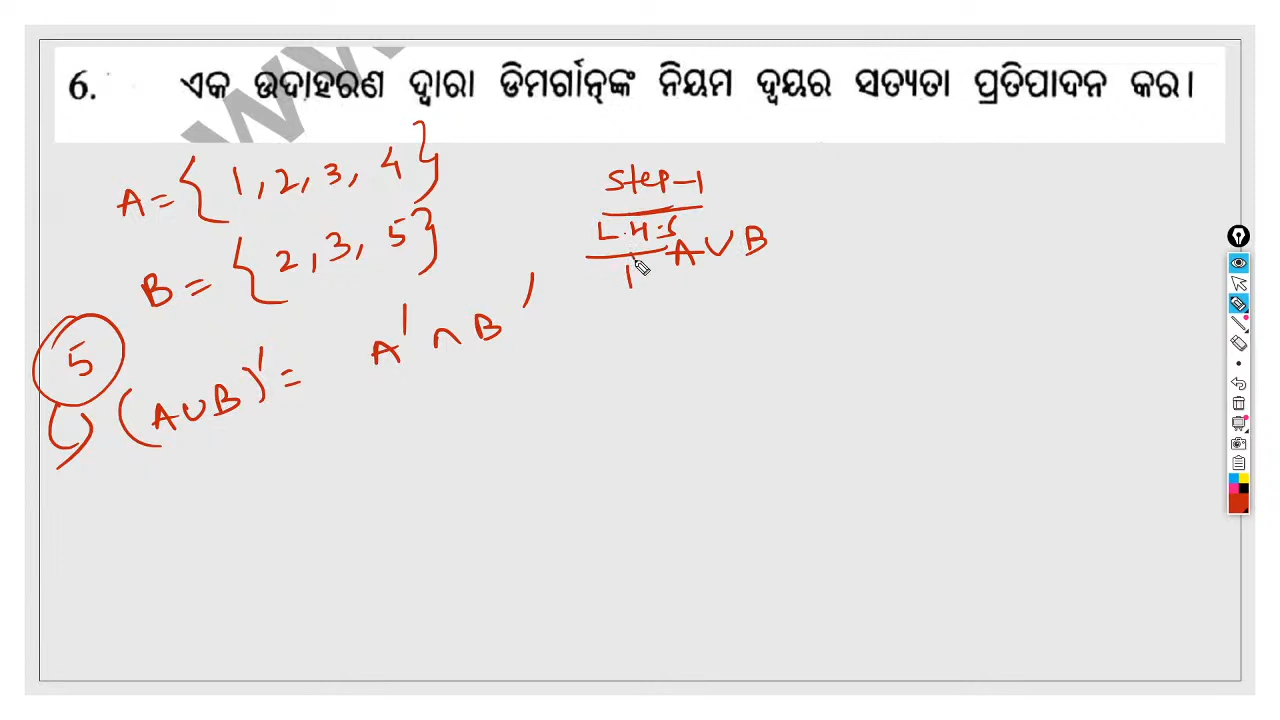 6. ଏକ ଉଦାହରଣ ଦ୍ୱାରା ଡିମର୍ଗାନ୍‌ଙ୍କ ନିୟମ ଦ୍ୱୟର ସତ୍ୟତା ପ୍ରତିପାଦନ କର।
A = { 1, 2, 3, 4 }
B = { 2, 3, 5 }
5
(A∪B)' = A' ∩ B'
Step-1
L.H.S
A∪B